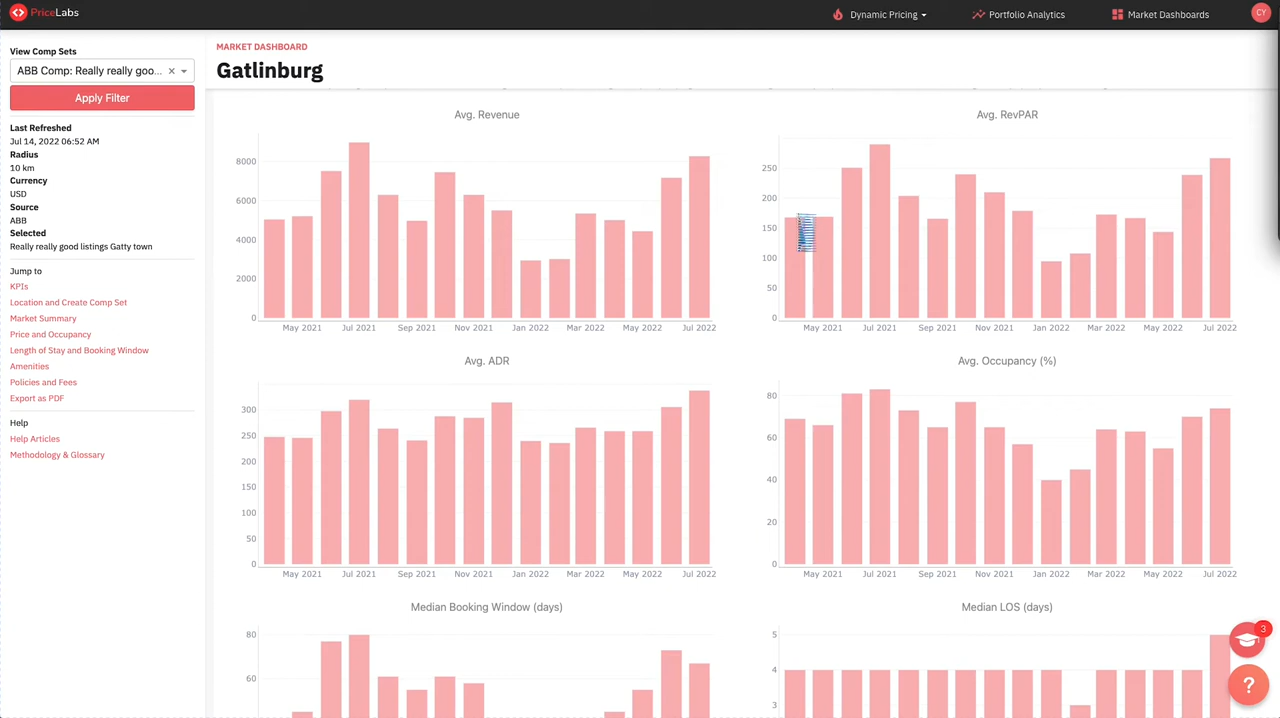 PriceLabs
Dynamic Pricing
Portfolio Analytics
Market Dashboards
CY
View Comp Sets
ABB Comp: Really really goo...
Apply Filter
Last Refreshed
Jul 14, 2022 06:52 AM
Radius
10 km
Currency
USD
Source
ABB
Selected
Really really good listings Gatty town
Jump to
KPIs
Location and Create Comp Set
Market Summary
Price and Occupancy
Length of Stay and Booking Window
Amenities
Policies and Fees
Export as PDF
Help
Help Articles
Methodology & Glossary
MARKET DASHBOARD
Gatlinburg
Avg. Revenue
8000
6000
4000
2000
0
May 2021 Jul 2021 Sep 2021 Nov 2021 Jan 2022 Mar 2022 May 2022 Jul 2022
Avg. RevPAR
250
200
150
100
50
0
May 2021 Jul 2021 Sep 2021 Nov 2021 Jan 2022 Mar 2022 May 2022 Jul 2022
Avg. ADR
300
250
200
150
100
50
0
May 2021 Jul 2021 Sep 2021 Nov 2021 Jan 2022 Mar 2022 May 2022 Jul 2022
Avg. Occupancy (%)
80
60
40
20
0
May 2021 Jul 2021 Sep 2021 Nov 2021 Jan 2022 Mar 2022 May 2022 Jul 2022
Median Booking Window (days)
80
60
Median LOS (days)
5
4
3
3
?